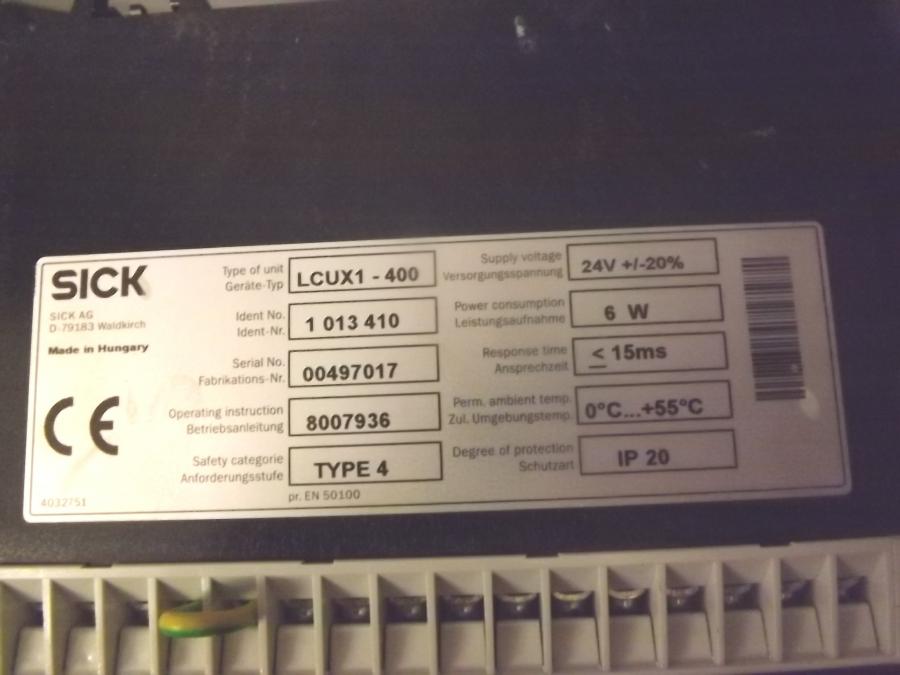 SICK
SICK AG
D-79183 Waldkirch
Made in Hungary
CE
4032751
Type of unit
Geräte-Typ
LCUX1 - 400
Ident No.
Ident-Nr.
1 013 410
Serial No.
Fabrikations-Nr.
00497017
Operating instruction
Betriebsanleitung
8007936
Safety categorie
Anforderungsstufe
TYPE 4
pr. EN 50100
Supply voltage
Versorgungsspannung
24V +/-20%
Power consumption
Leistungsaufnahme
6 W
Response time
Ansprechzeit
≤ 15ms
Perm. ambient temp.
Zul. Umgebungstemp.
0°C...+55°C
Degree of protection
Schutzart
IP 20